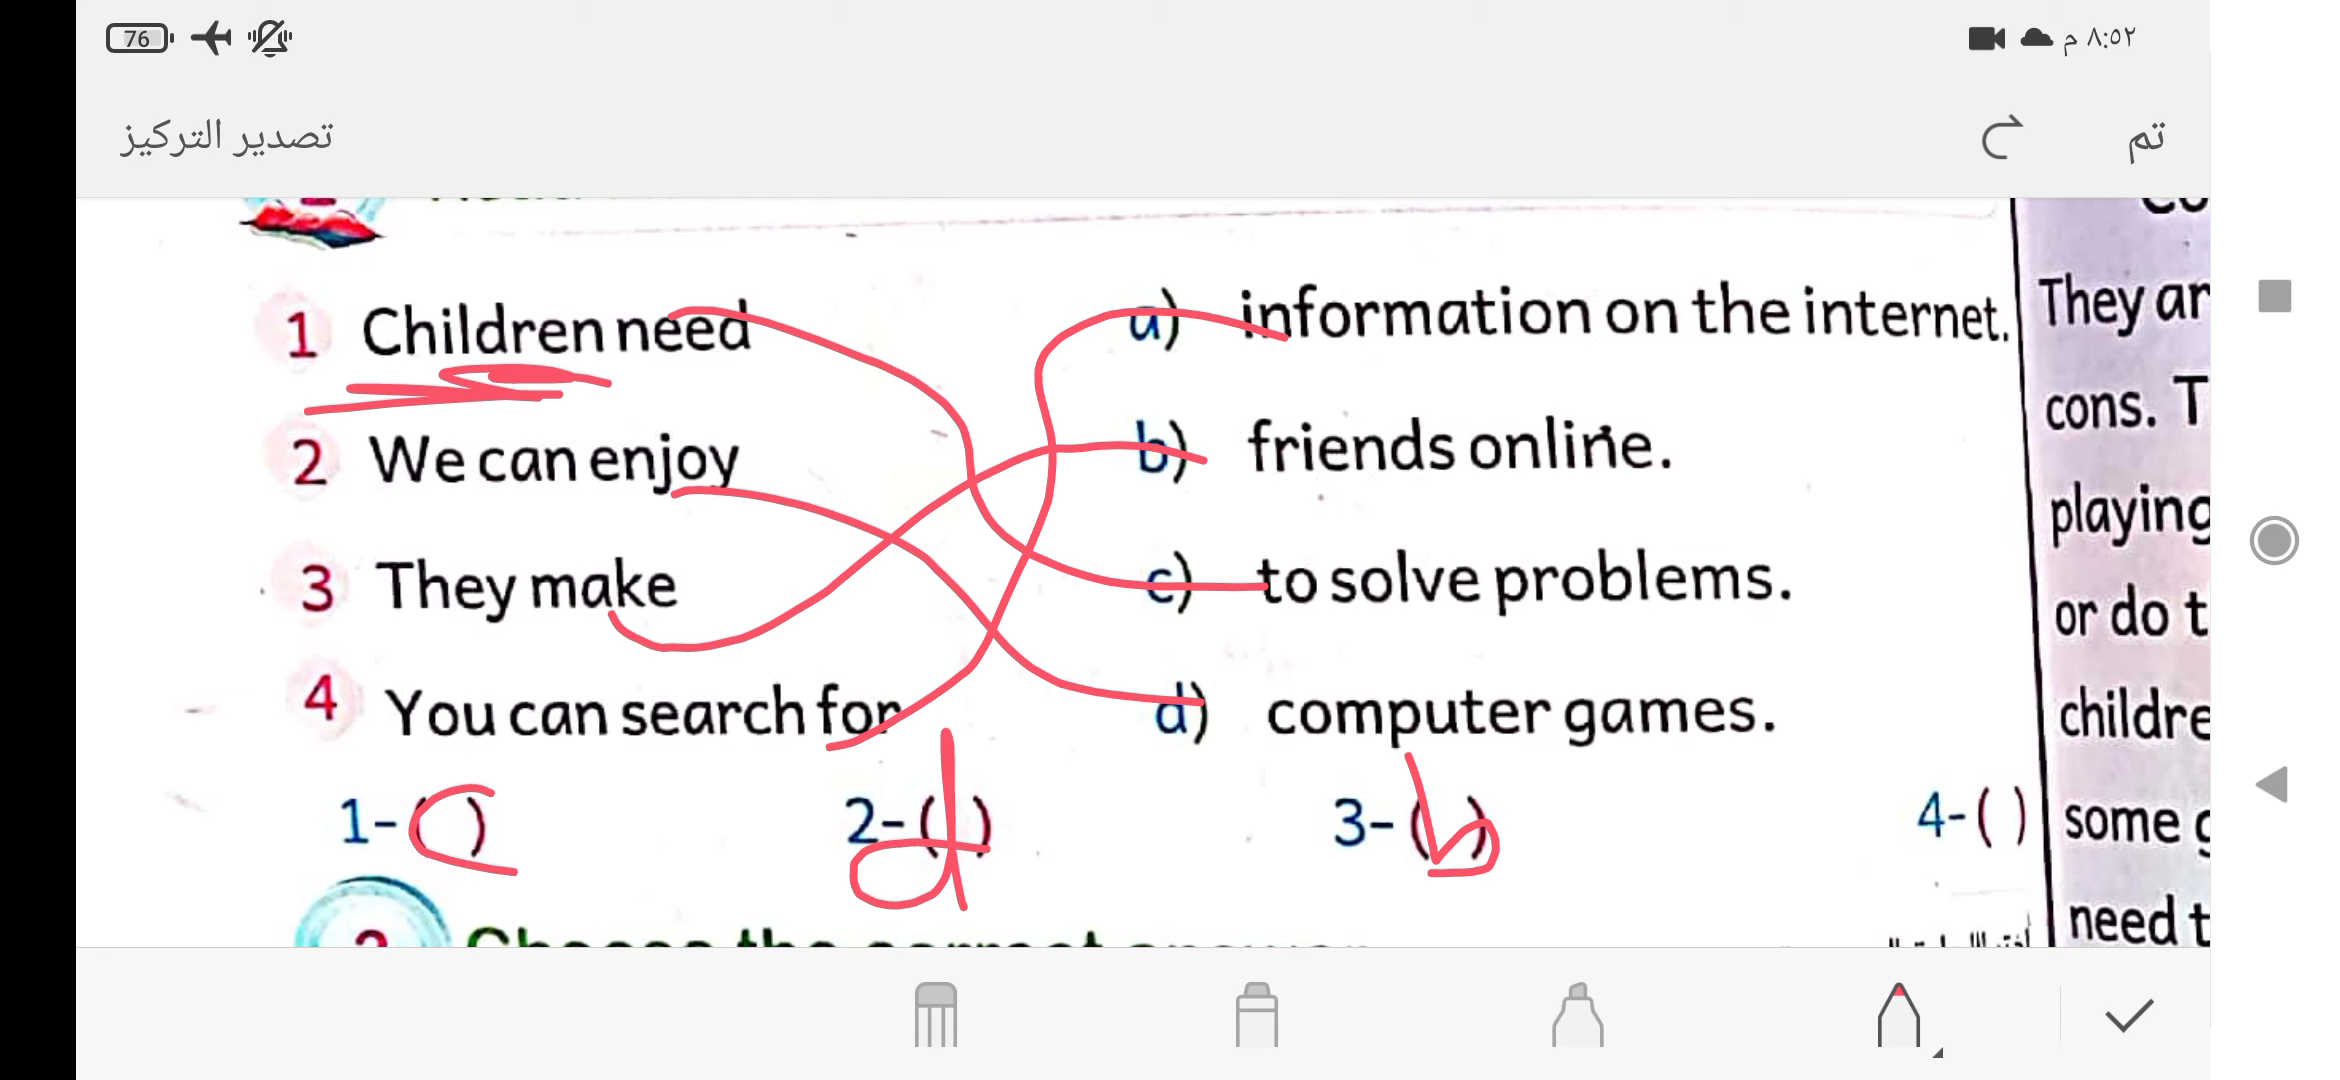 76
٨:٥٢ م
تصدير التركيز
تم
1 Children need
a) information on the internet.
2 We can enjoy
b) friends online.
3 They make
c) to solve problems.
4 You can search for
d) computer games.
1-( c )
2-( d )
3-( b )
4-( )
They ar
cons. T
playing
or do t
childre
some g
need t